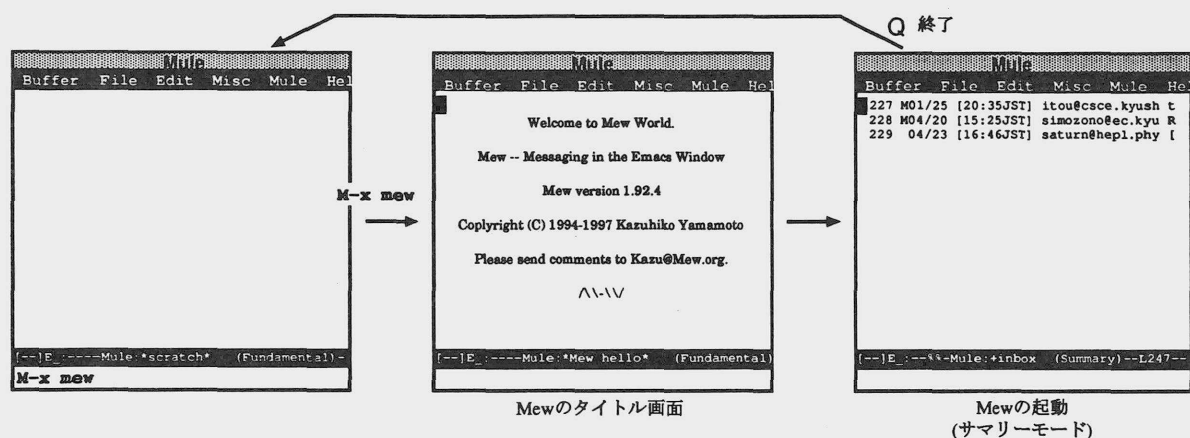 Q 終了
Mule
Buffer File Edit Misc Mule Hel
[--]E_:----Mule:*scratch* (Fundamental)-
M-x mew
M-x mew
Mule
Buffer File Edit Misc Mule Hel
Welcome to Mew World.
Mew -- Messaging in the Emacs Window
Mew version 1.92.4
Coplyright (C) 1994-1997 Kazuhiko Yamamoto
Please send comments to Kazu@Mew.org.
/\\-\\/
[--]E_:----Mule:*Mew hello* (Fundamental)
Mewのタイトル画面
Mule
Buffer File Edit Misc Mule He
227 M01/25 [20:35JST] itou@csce.kyush t
228 M04/20 [15:25JST] simozono@ec.kyu R
229 04/23 [16:46JST] saturn@hepl.phy [
[--]E_:--%%-Mule:+inbox (Summary)--L247--
Mewの起動
(サマリーモード)